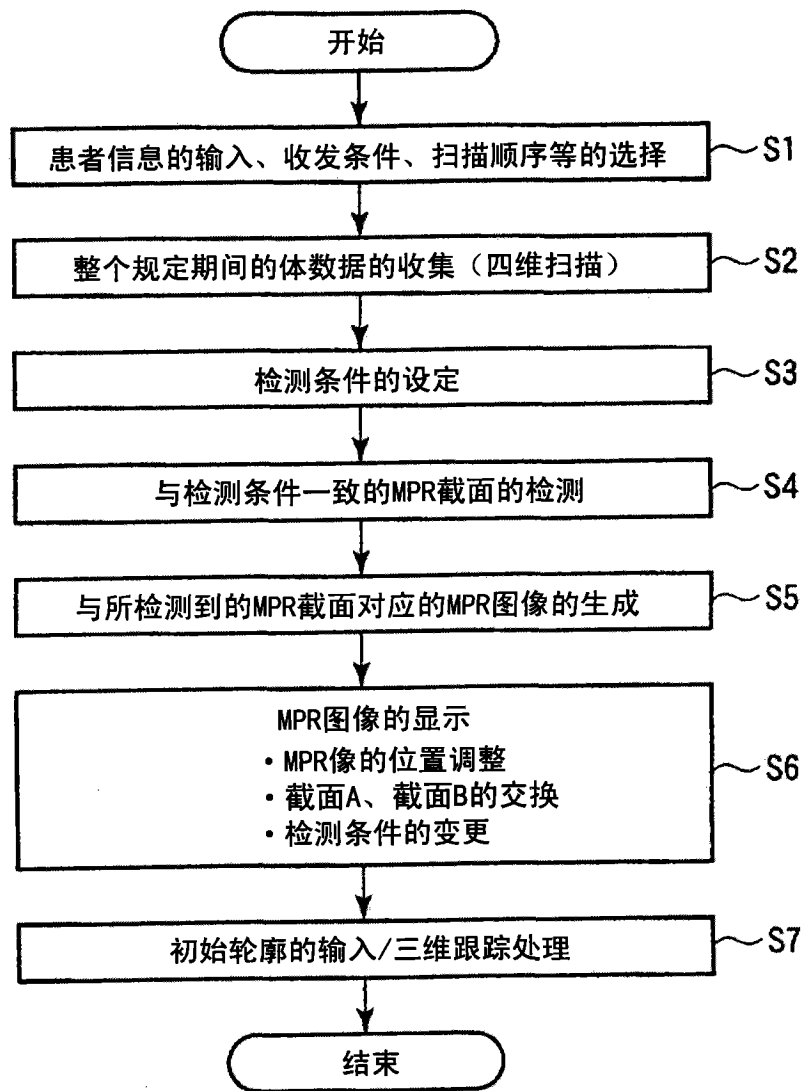 开始
患者信息的输入、收发条件、扫描顺序等的选择
S1
整个规定期间的体数据的收集（四维扫描）
S2
检测条件的设定
S3
与检测条件一致的MPR截面的检测
S4
与所检测到的MPR截面对应的MPR图像的生成
S5
MPR图像的显示
・MPR像的位置调整
・截面A、截面B的交换
・检测条件的变更
S6
初始轮廓的输入/三维跟踪处理
S7
结束